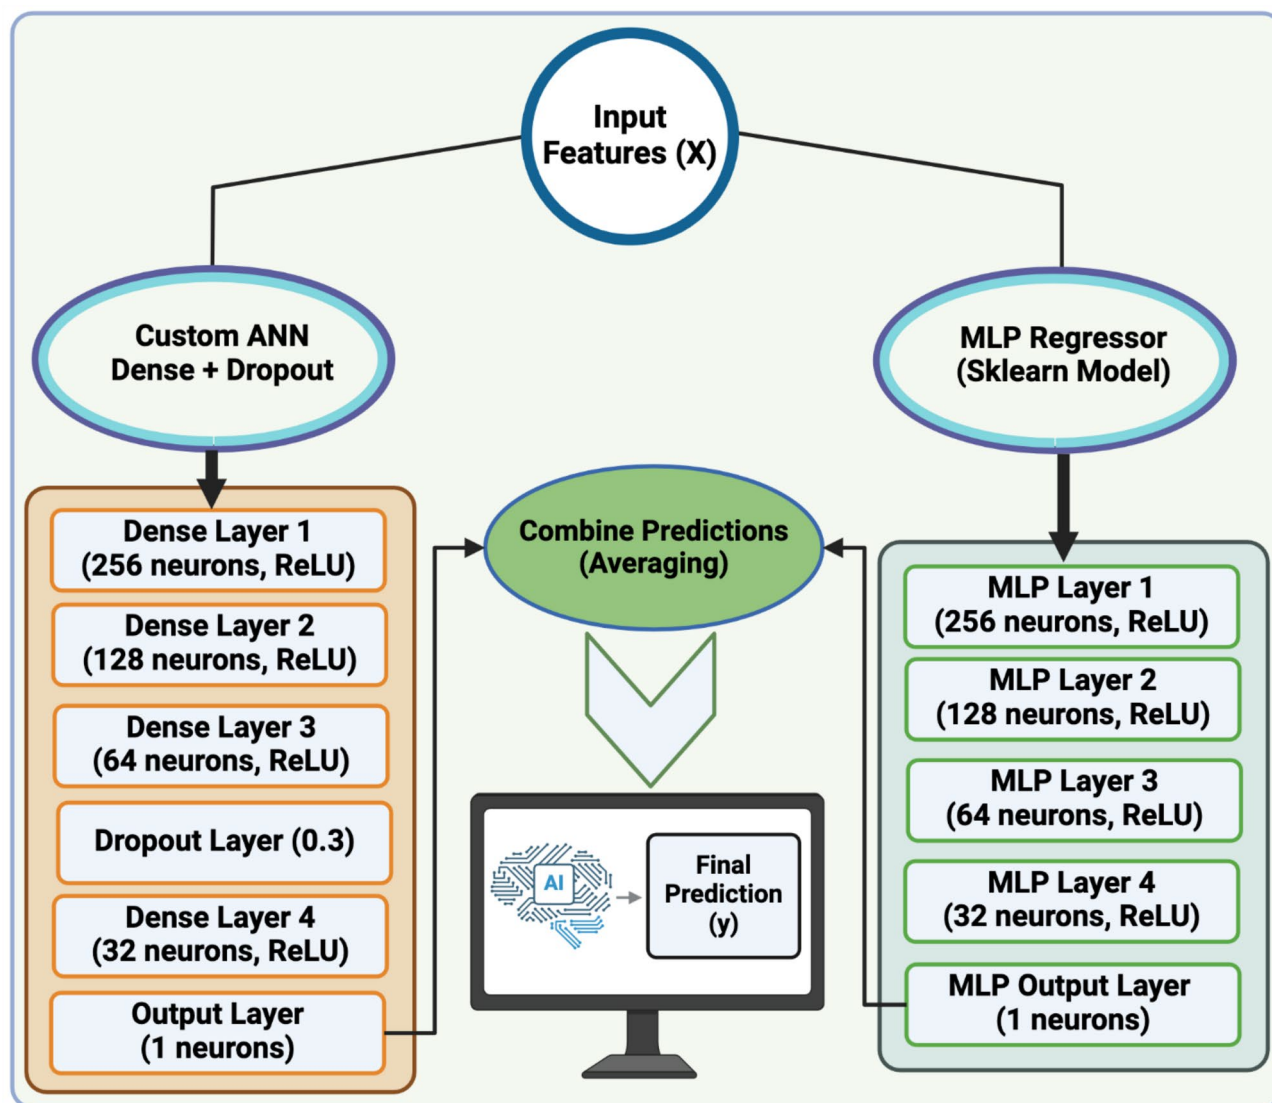 Input
Features (X)
Custom ANN
Dense + Dropout
MLP Regressor
(Sklearn Model)
Dense Layer 1
(256 neurons, ReLU)
Dense Layer 2
(128 neurons, ReLU)
Dense Layer 3
(64 neurons, ReLU)
Dropout Layer (0.3)
Dense Layer 4
(32 neurons, ReLU)
Output Layer
(1 neurons)
Combine Predictions
(Averaging)
AI
Final
Prediction
(y)
MLP Layer 1
(256 neurons, ReLU)
MLP Layer 2
(128 neurons, ReLU)
MLP Layer 3
(64 neurons, ReLU)
MLP Layer 4
(32 neurons, ReLU)
MLP Output Layer
(1 neurons)